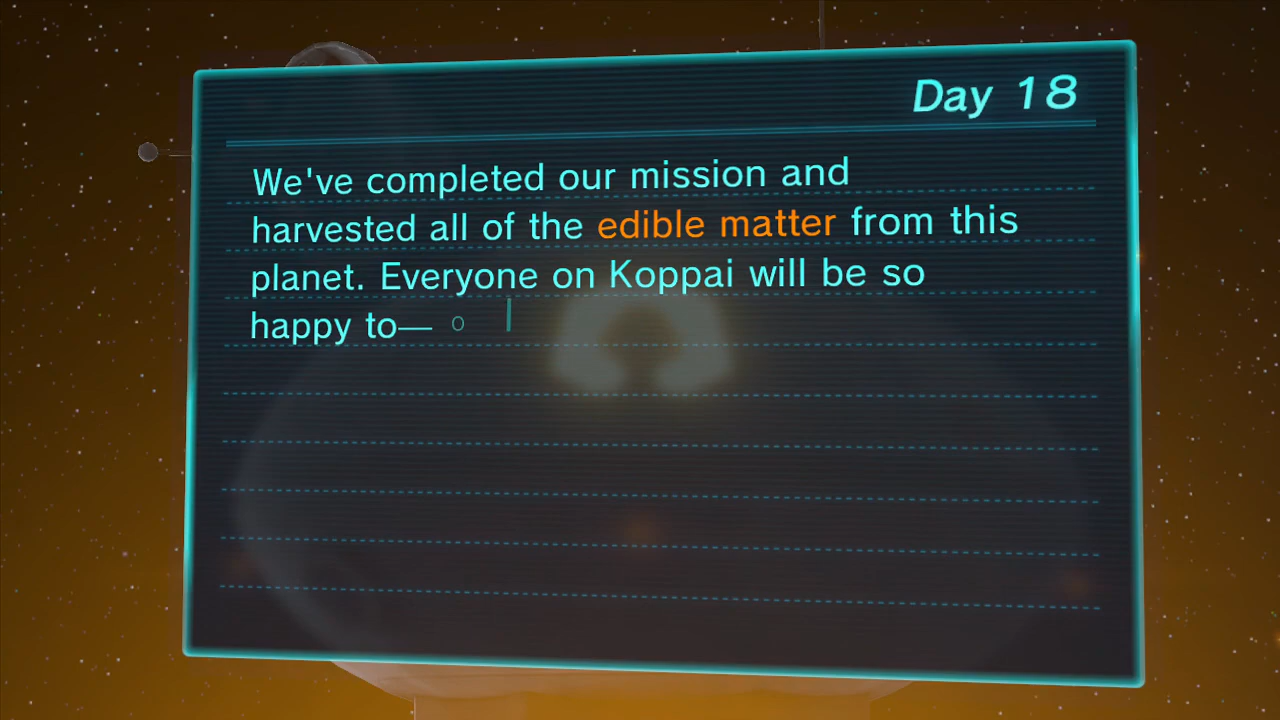 Day 18
We've completed our mission and
harvested all of the edible matter from this
planet. Everyone on Koppai will be so
happy to— o